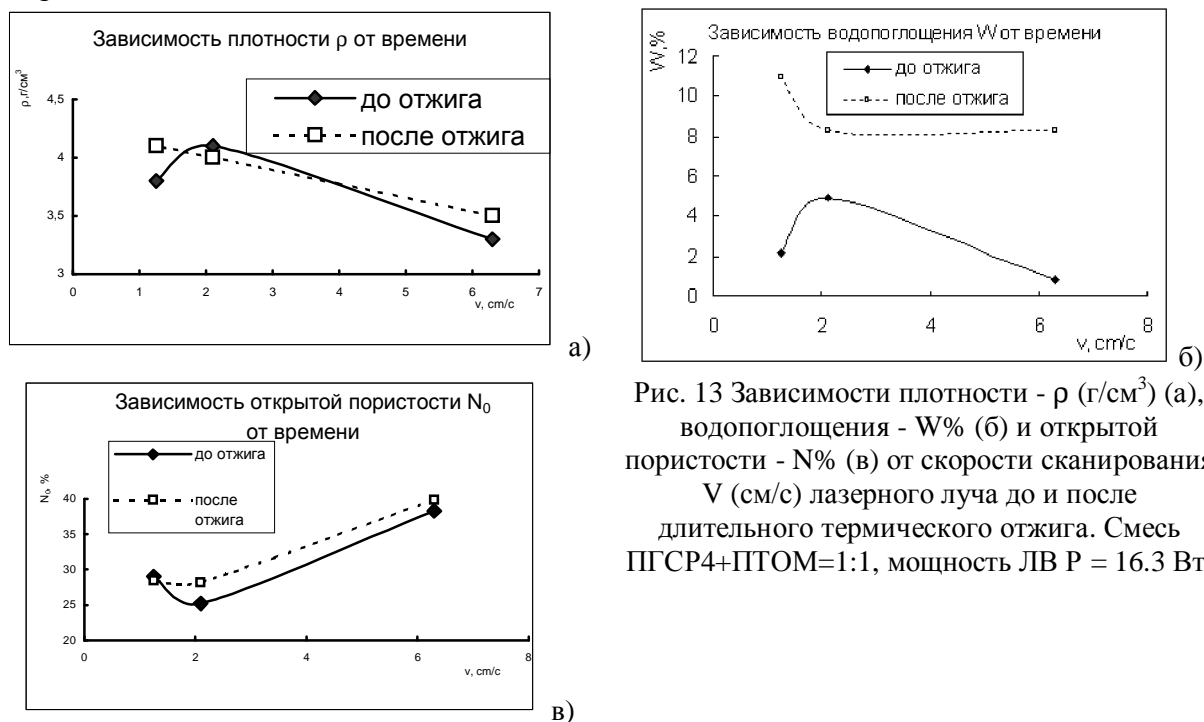 Зависимость плотности ρ от времени
ρ,г/см³
до отжига
после отжига
4,5
4
3,5
3
0 1 2 3 4 5 6 7
v, cm/c
а)
Зависимость водопоглощения W от времени
W,%
до отжига
после отжига
12
10
8
6
4
2
0
0 2 4 6 8
v, cm/c
б)
Зависимость открытой пористости N₀
от времени
до отжига
после
отжига
N₀, %
40
35
30
25
20
0 2 4 6 8
v, cm/c
в)
Рис. 13 Зависимости плотности - ρ (г/см³) (а),
водопоглощения - W% (б) и открытой
пористости - N% (в) от скорости сканирования
V (см/с) лазерного луча до и после
длительного термического отжига. Смесь
ПГСР4+ПТОМ=1:1, мощность ЛВ P = 16.3 Вт